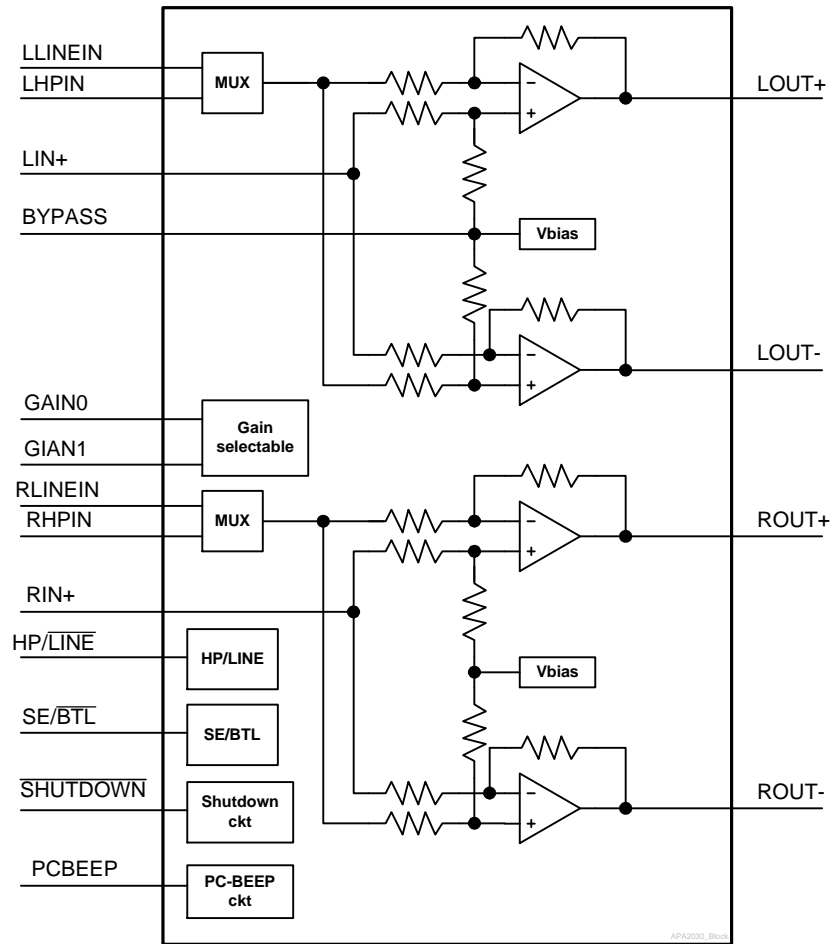 LLINEIN
LHPIN
MUX
LOUT+
LIN+
BYPASS
Vbias
LOUT-
GAIN0
GIAN1
Gain
selectable
RLINEIN
RHPIN
MUX
ROUT+
RIN+
HP/LINE
HP/LINE
Vbias
SE/BTL
SE/BTL
SHUTDOWN
Shutdown
ckt
ROUT-
PCBEEP
PC-BEEP
ckt
APA2030_Block
− + − + − + − +